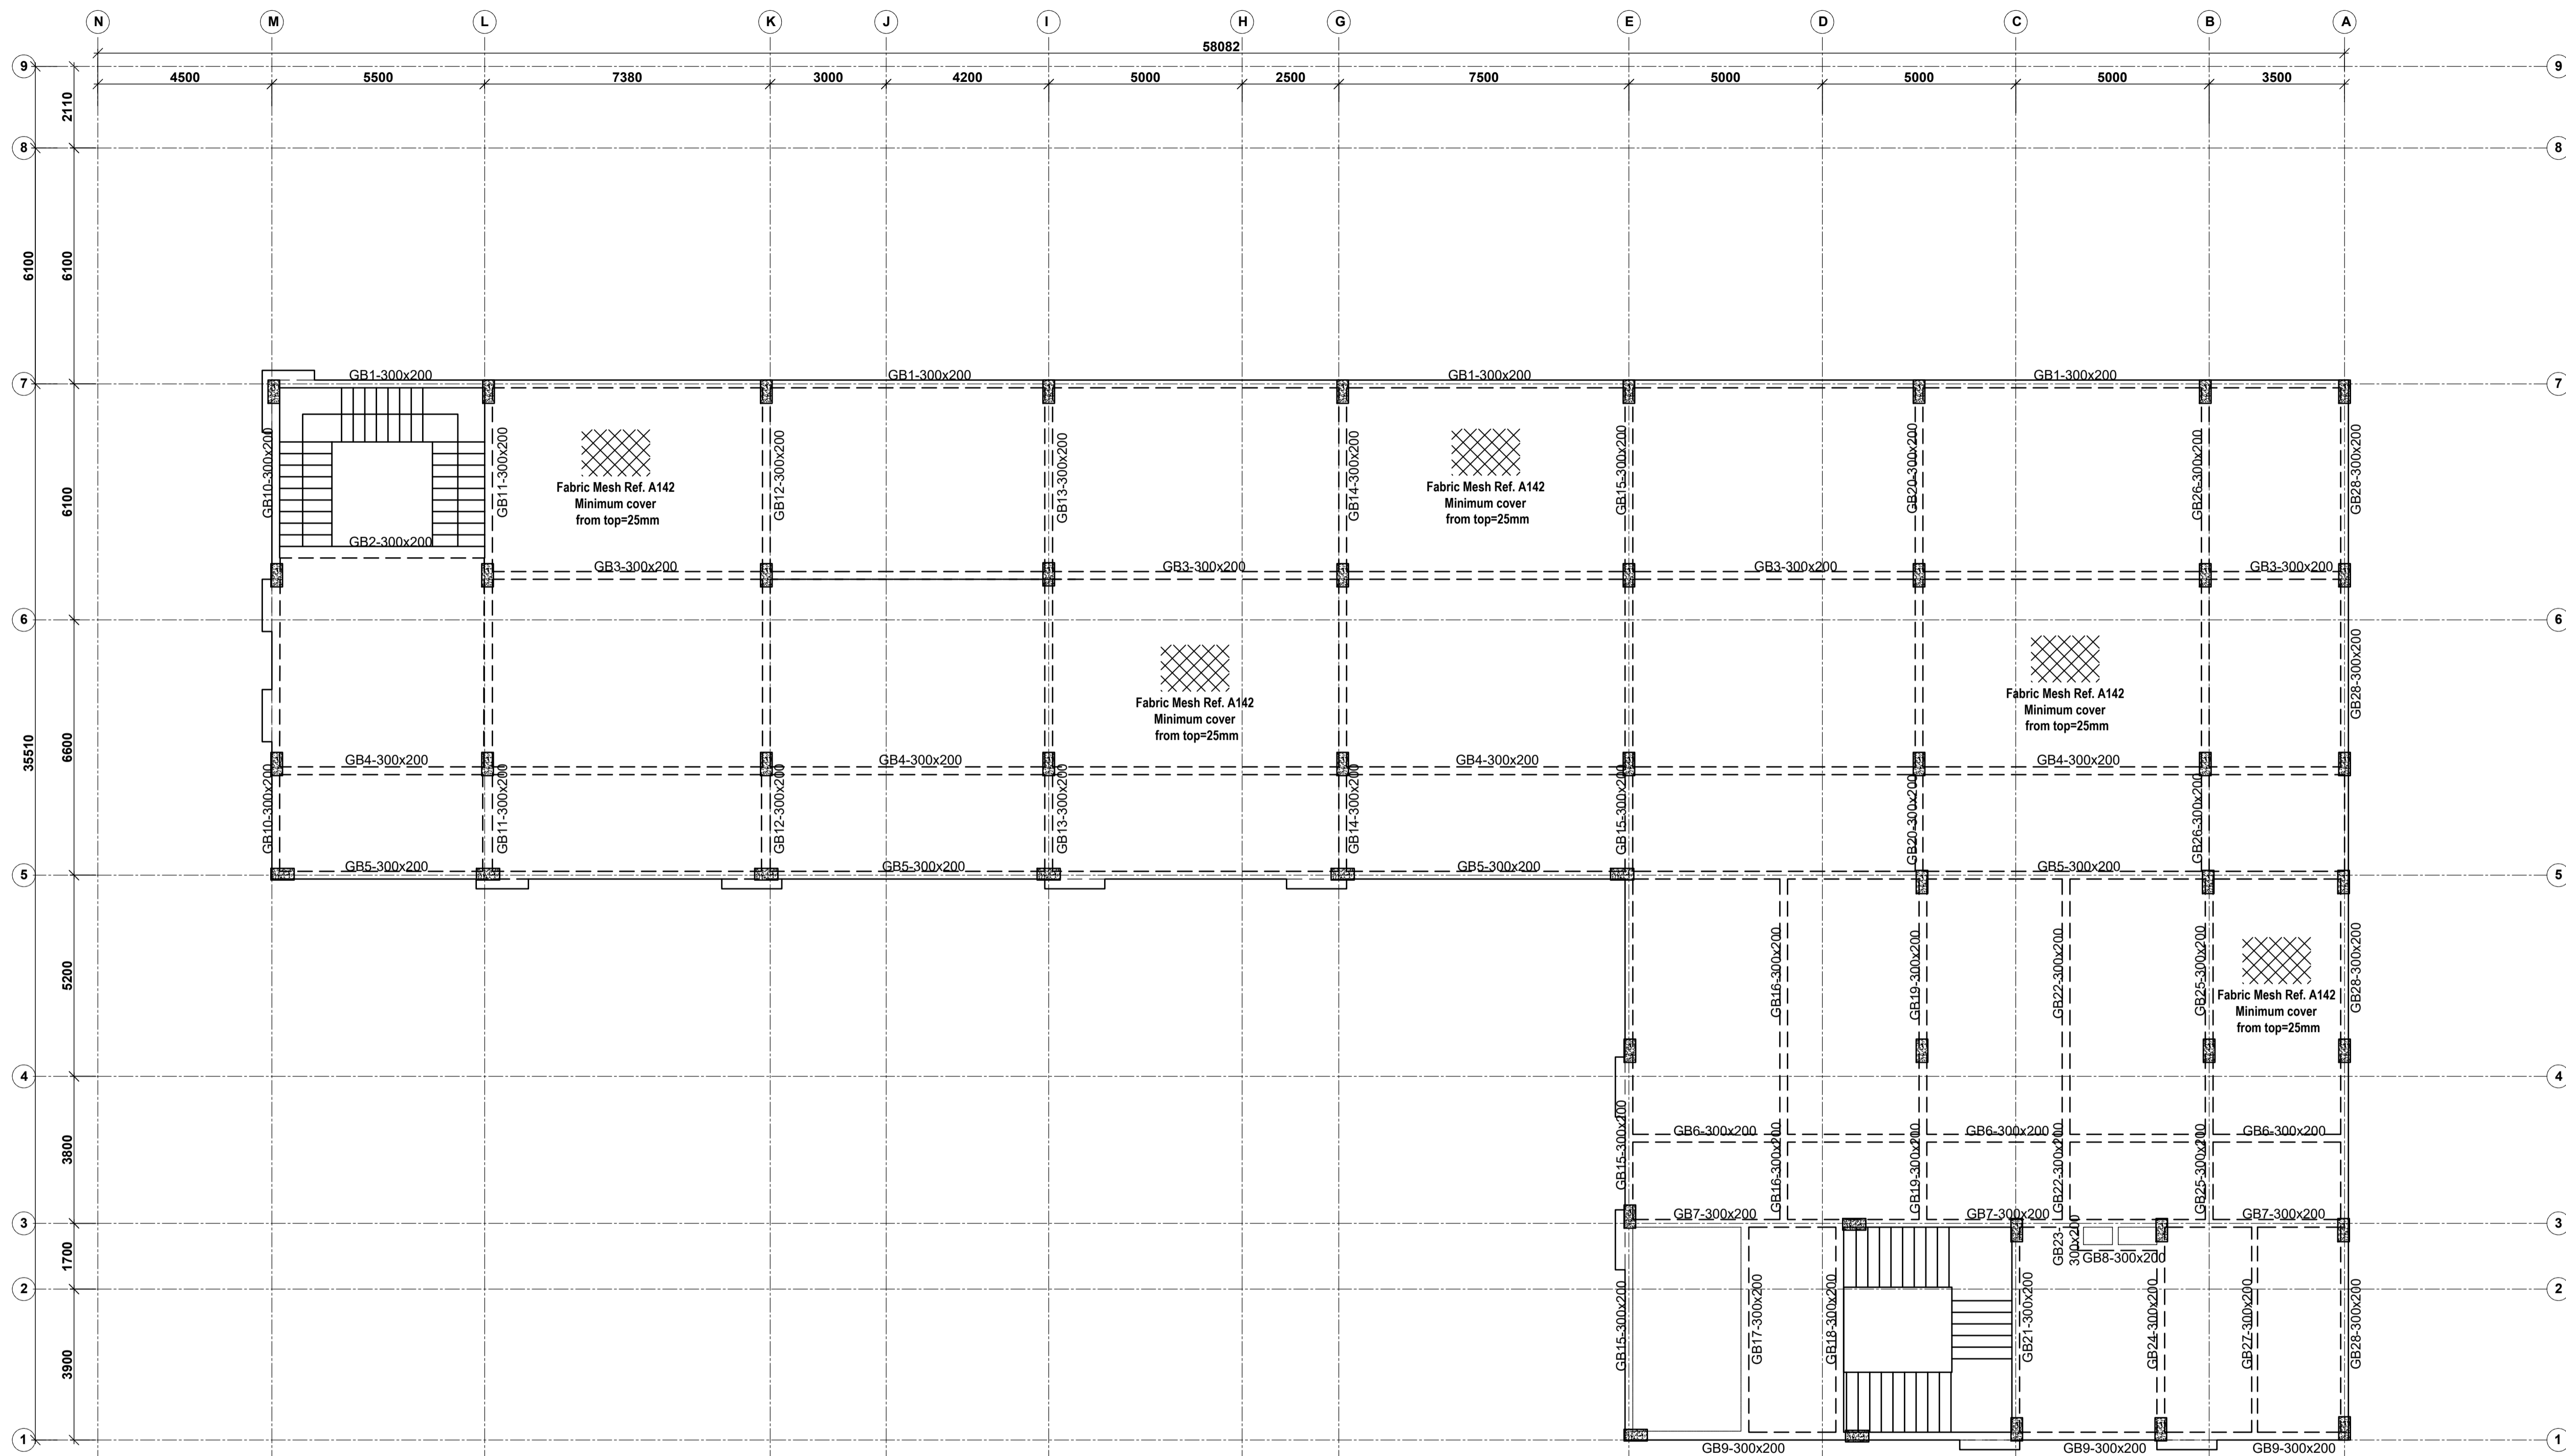 N M L K J I H G E D C B A
58082
9 9
4500 5500 7380 3000 4200 5000 2500 7500 5000 5000 5000 3500
2110
8 8
6100 6100
GB1-300x200 GB1-300x200 GB1-300x200 GB1-300x200
7 7
GB10-300x200 GB11-300x200 GB12-300x200 GB13-300x200 GB14-300x200 GB15-300x200 GB20-300x200 GB26-300x200 GB28-300x200
6100
Fabric Mesh Ref. A142
Minimum cover
from top=25mm
Fabric Mesh Ref. A142
Minimum cover
from top=25mm
GB2-300x200
GB3-300x200 GB3-300x200 GB3-300x200 GB3-300x200
6 6
Fabric Mesh Ref. A142
Minimum cover
from top=25mm
Fabric Mesh Ref. A142
Minimum cover
from top=25mm
GB28-300x200
35510
6600
GB4-300x200 GB4-300x200 GB4-300x200 GB4-300x200
GB10-300x200 GB11-300x200 GB12-300x200 GB13-300x200 GB14-300x200 GB15-300x200 GB20-300x200 GB26-300x200
GB5-300x200 GB5-300x200 GB5-300x200 GB5-300x200
5 5
5200
GB16-300x200 GB19-300x200 GB22-300x200 GB25-300x200 GB28-300x200
Fabric Mesh Ref. A142
Minimum cover
from top=25mm
4 4
3800
GB6-300x200 GB6-300x200 GB6-300x200
GB15-300x200 GB16-300x200 GB19-300x200 GB22-300x200 GB25-300x200
GB7-300x200 GB7-300x200 GB7-300x200
3 3
1700
GB23-
300x200
GB8-300x200
2 2
3900
GB15-300x200 GB17-300x200 GB18-300x200 GB21-300x200 GB24-300x200 GB27-300x200 GB28-300x200
1 1
GB9-300x200 GB9-300x200 GB9-300x200